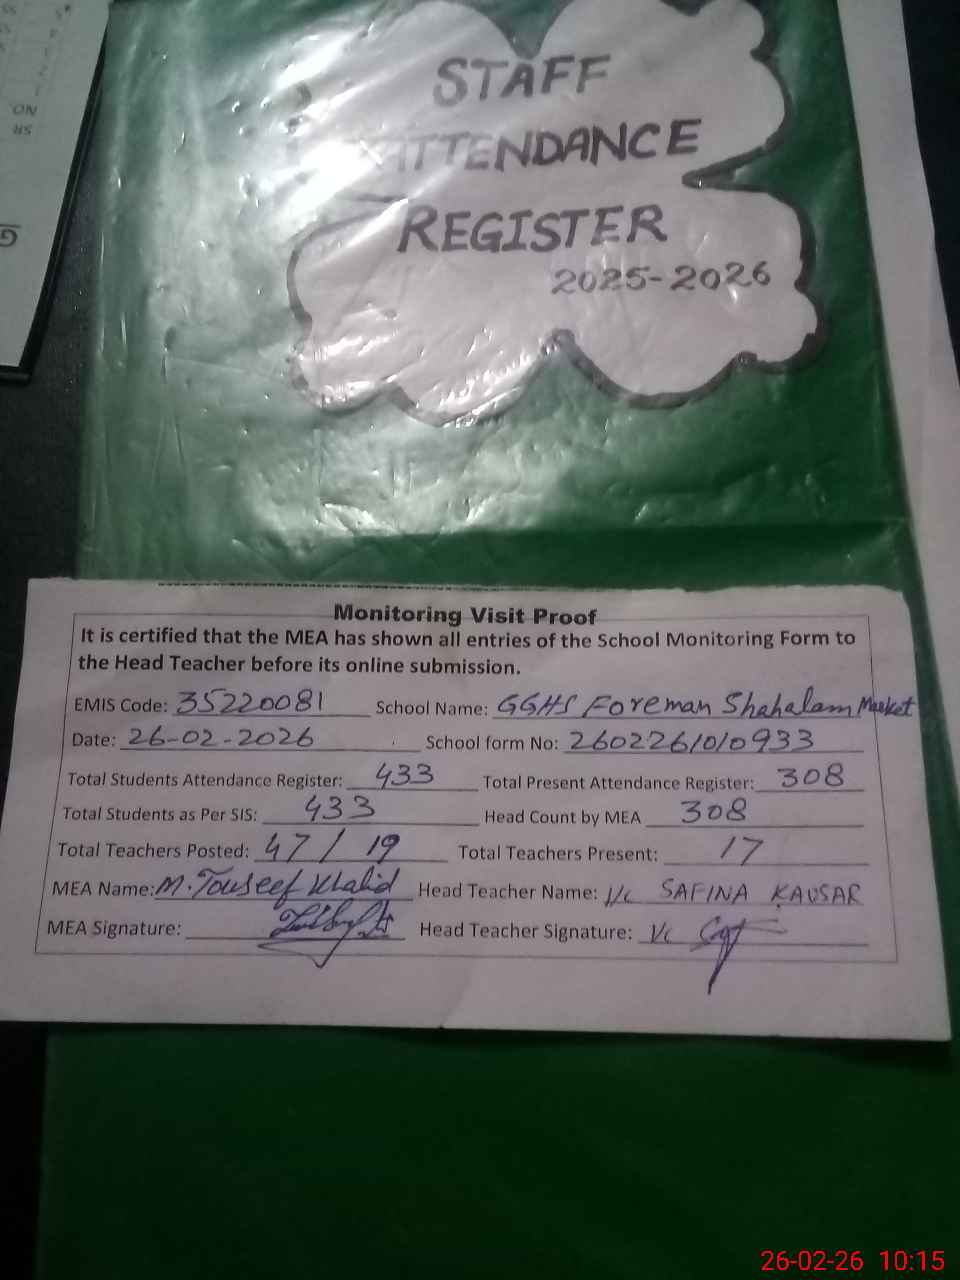 STAFF
ATTENDANCE
REGISTER
2025-2026
SR
NO
G
Monitoring Visit Proof
It is certified that the MEA has shown all entries of the School Monitoring Form to
the Head Teacher before its online submission.
EMIS Code: 35220081 School Name: GGHS Foreman Shahalam Market
Date: 26-02-2026 School form No: 2602261010933
Total Students Attendance Register: 433 Total Present Attendance Register: 308
Total Students as Per SIS: 433 Head Count by MEA 308
Total Teachers Posted: 47 / 19 Total Teachers Present: 17
MEA Name: M. Touseef Khalid Head Teacher Name: I/c SAFINA KAUSAR
MEA Signature: Head Teacher Signature: I/c
26-02-26 10:15